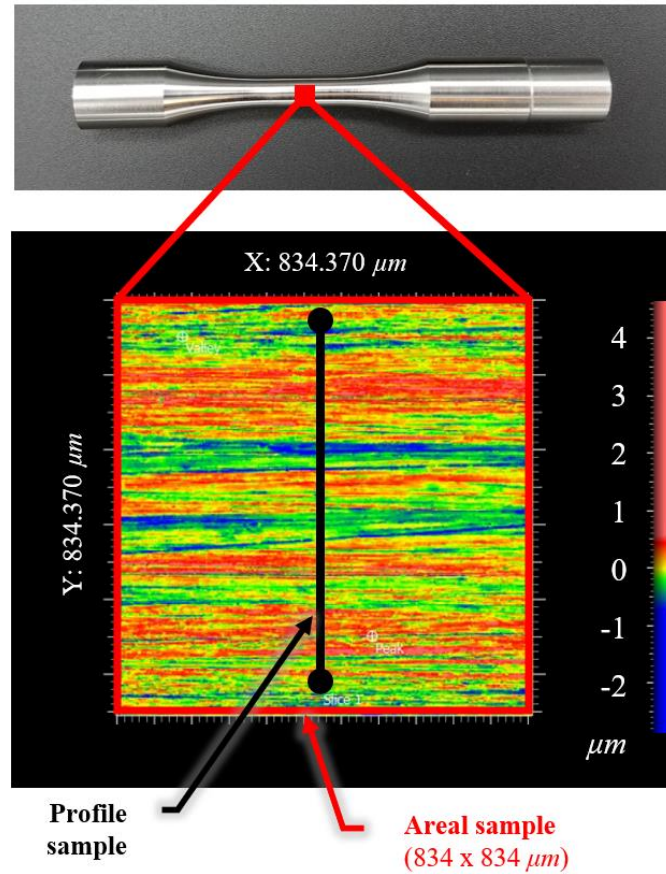 X: 834.370 μm
Y: 834.370 μm
Valley
Peak
Slice 1
4
3
2
1
0
-1
-2
μm
Profile
sample
Areal sample
(834 x 834 μm)